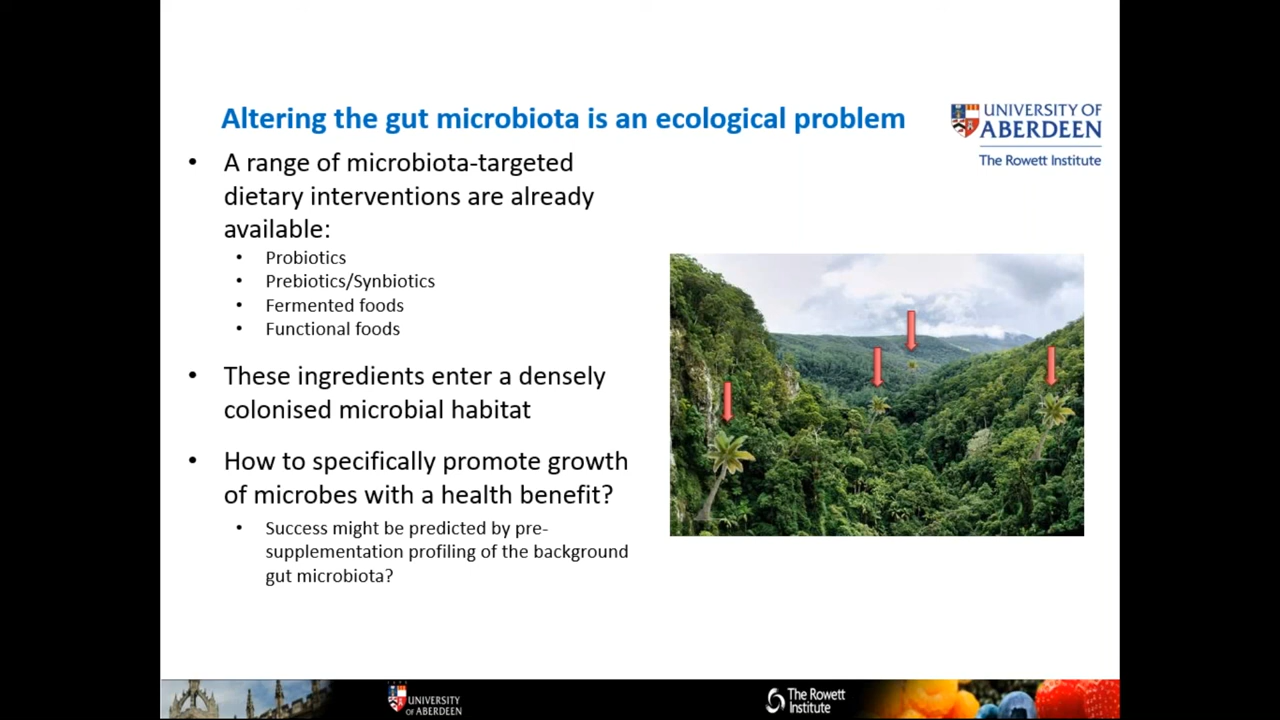 Altering the gut microbiota is an ecological problem
UNIVERSITY OF
ABERDEEN
The Rowett Institute
• A range of microbiota-targeted
dietary interventions are already
available:
• Probiotics
• Prebiotics/Synbiotics
• Fermented foods
• Functional foods
• These ingredients enter a densely
colonised microbial habitat
• How to specifically promote growth
of microbes with a health benefit?
• Success might be predicted by pre-
supplementation profiling of the background
gut microbiota?
UNIVERSITY
OF ABERDEEN
The Rowett
Institute